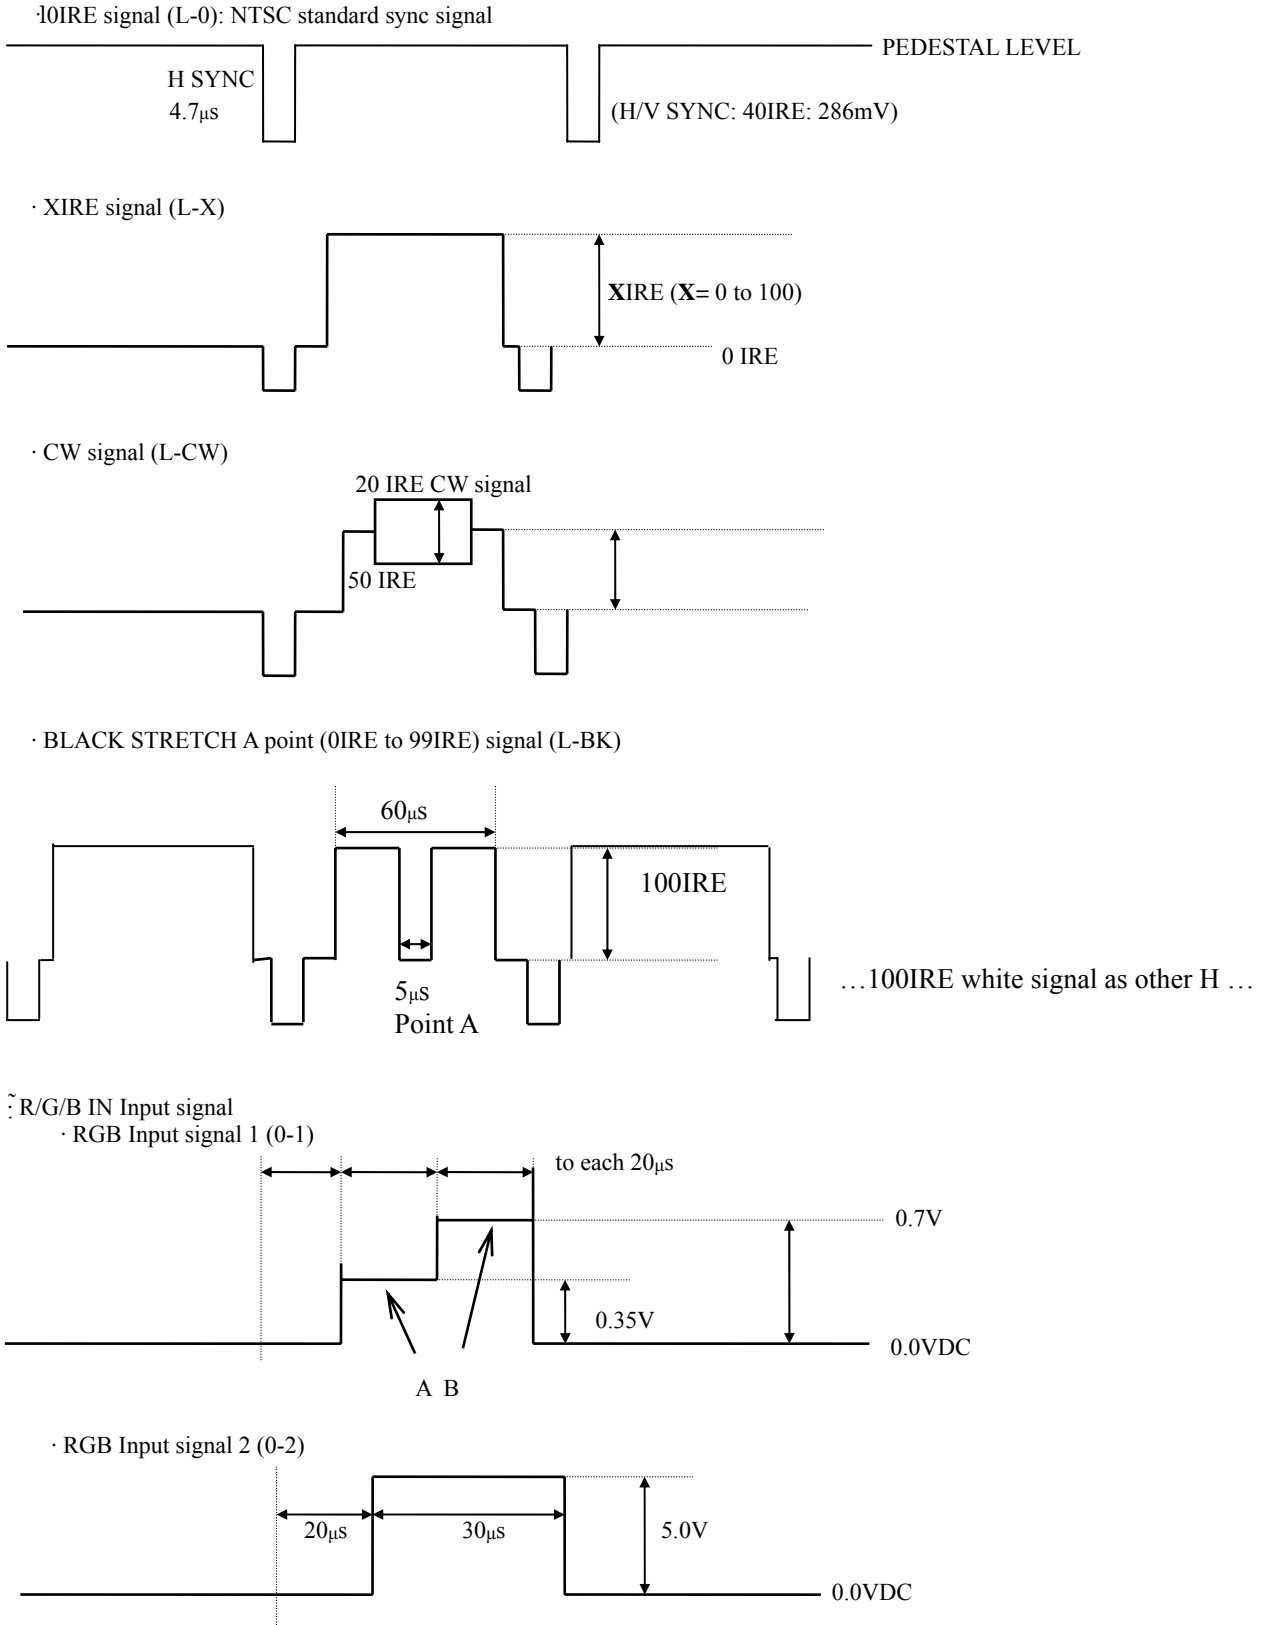 ·l0IRE signal (L-0): NTSC standard sync signal
PEDESTAL LEVEL
H SYNC
4.7μs
(H/V SYNC: 40IRE: 286mV)
· XIRE signal (L-X)
XIRE (X= 0 to 100)
0 IRE
· CW signal (L-CW)
20 IRE CW signal
50 IRE
· BLACK STRETCH A point (0IRE to 99IRE) signal (L-BK)
60μs
100IRE
…100IRE white signal as other H …
5μs
Point A
R/G/B IN Input signal
· RGB Input signal 1 (0-1)
to each 20μs
0.7V
0.35V
0.0VDC
A B
· RGB Input signal 2 (0-2)
20μs
30μs
5.0V
0.0VDC